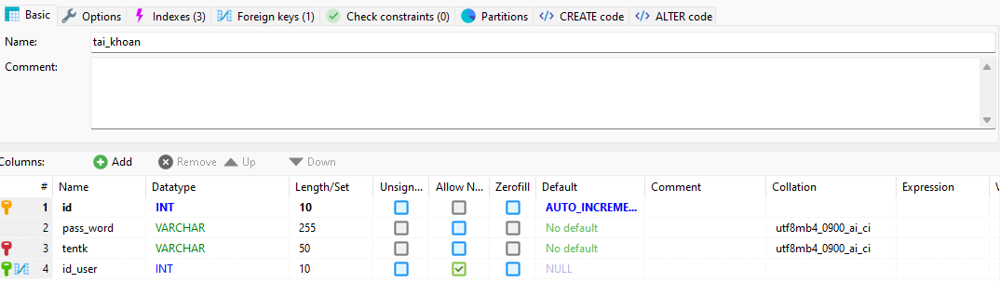 Basic Options Indexes (3) Foreign keys (1) Check constraints (0) Partitions CREATE code ALTER code
Name: tai_khoan
Comment:
Columns: Add Remove Up Down
# Name Datatype Length/Set Unsign... Allow N... Zerofill Default Comment Collation Expression V
1 id INT 10 AUTO_INCREME...
2 pass_word VARCHAR 255 No default utf8mb4_0900_ai_ci
3 tentk VARCHAR 50 No default utf8mb4_0900_ai_ci
4 id_user INT 10 NULL